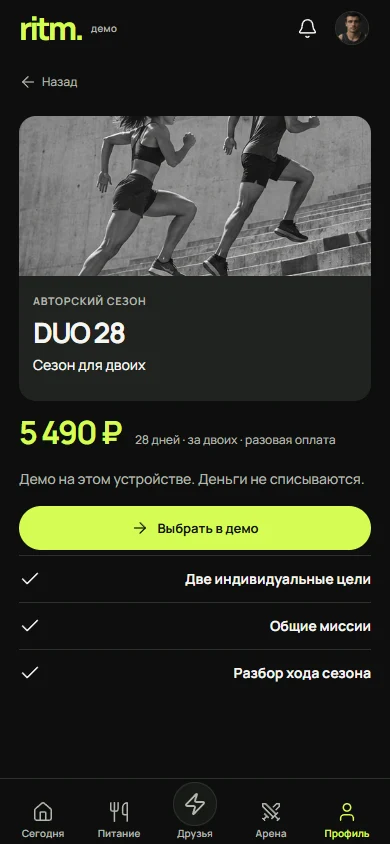 ritm. демо
Назад
АВТОРСКИЙ СЕЗОН
DUO 28
Сезон для двоих
5 490 ₽ 28 дней · за двоих · разовая оплата
Демо на этом устройстве. Деньги не списываются.
Выбрать в демо
Две индивидуальные цели
Общие миссии
Разбор хода сезона
Сегодня Питание Друзья Арена Профиль